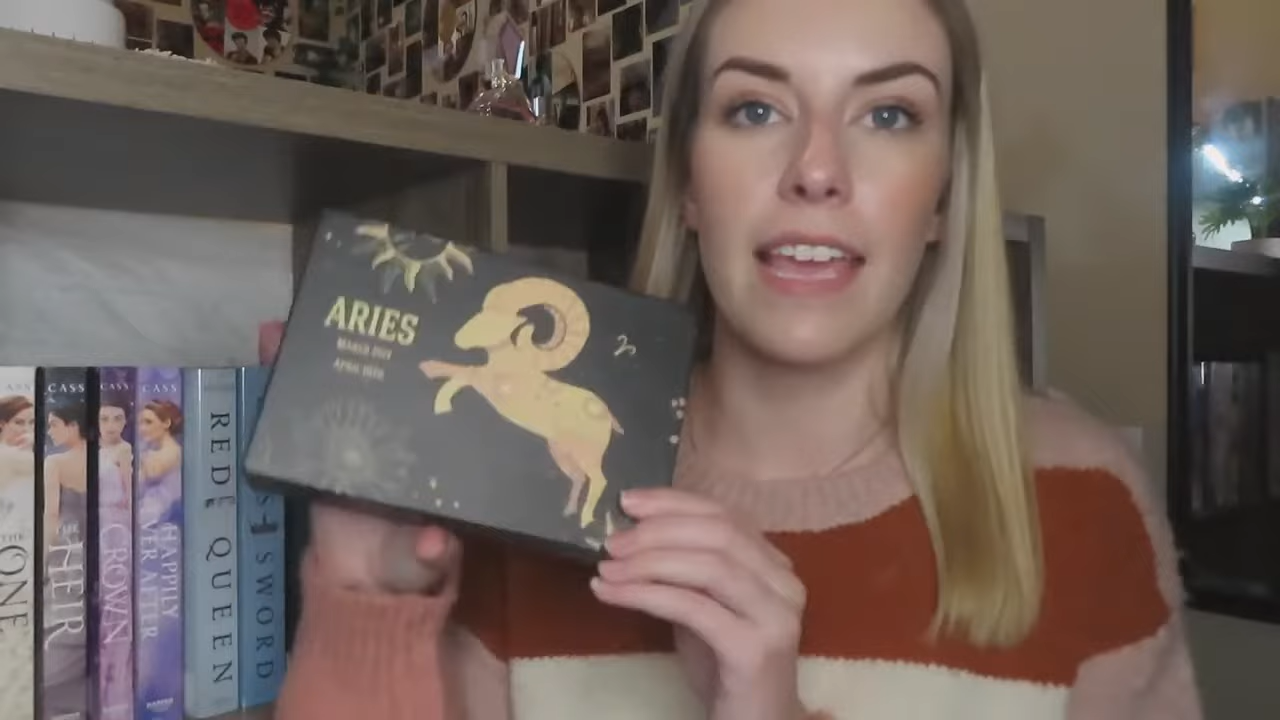 ARIES
MARCH 21ST
APRIL 19TH
CASS
THE
ONE
CASS
THE
HEIR
CASS
CROWN
CASS
HAPPILY
EVER AFTER
RED QUEEN
SWORD